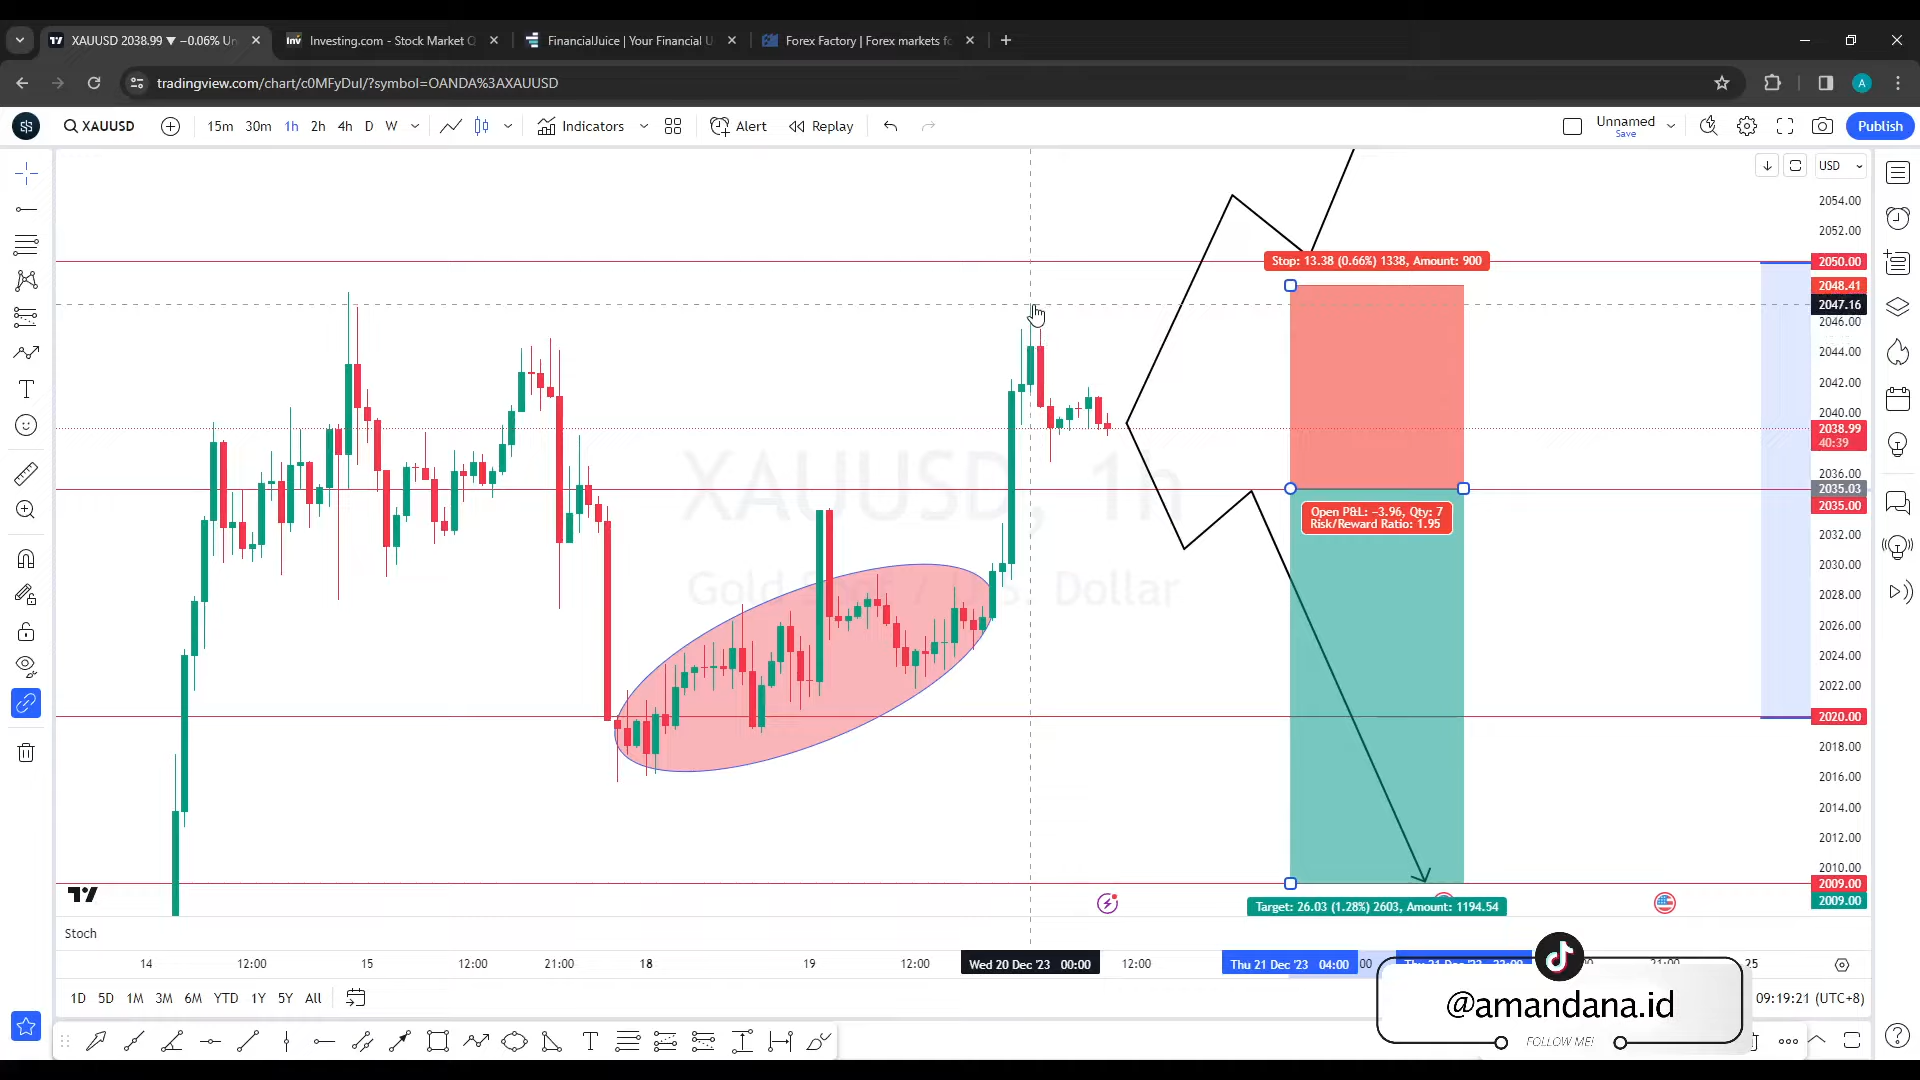 XAUUSD 2038.99 ▼ −0.06% Un
Investing.com - Stock Market Q
FinancialJuice | Your Financial U
Forex Factory | Forex markets fo
tradingview.com/chart/c0MFyDul/?symbol=OANDA%3AXAUUSD
A
XAUUSD
15m 30m 1h 2h 4h D W
Indicators
Alert
Replay
Unnamed
Save
Publish
USD
2054.00
2052.00
Stop: 13.38 (0.66%) 1338, Amount: 900
2050.00
2048.41
2047.16
2046.00
2044.00
2042.00
2040.00
2038.99
40:39
2036.00
XAUUSD, 1h
2035.03
2035.00
Open P&L: −3.96, Qty: 7
Risk/Reward Ratio: 1.95
2032.00
2030.00
Gold Spot / U.S. Dollar
2028.00
2026.00
2024.00
2022.00
2020.00
2018.00
2016.00
2014.00
2012.00
2010.00
2009.00
2009.00
Target: 26.03 (1.28%) 2603, Amount: 1194.54
Stoch
14 12:00 15 12:00 21:00 18 19 12:00 Wed 20 Dec '23 00:00 12:00 Thu 21 Dec '23 04:00 :00 25
1D 5D 1M 3M 6M YTD 1Y 5Y All
09:19:21 (UTC+8)
@amandana.id
FOLLOW ME!